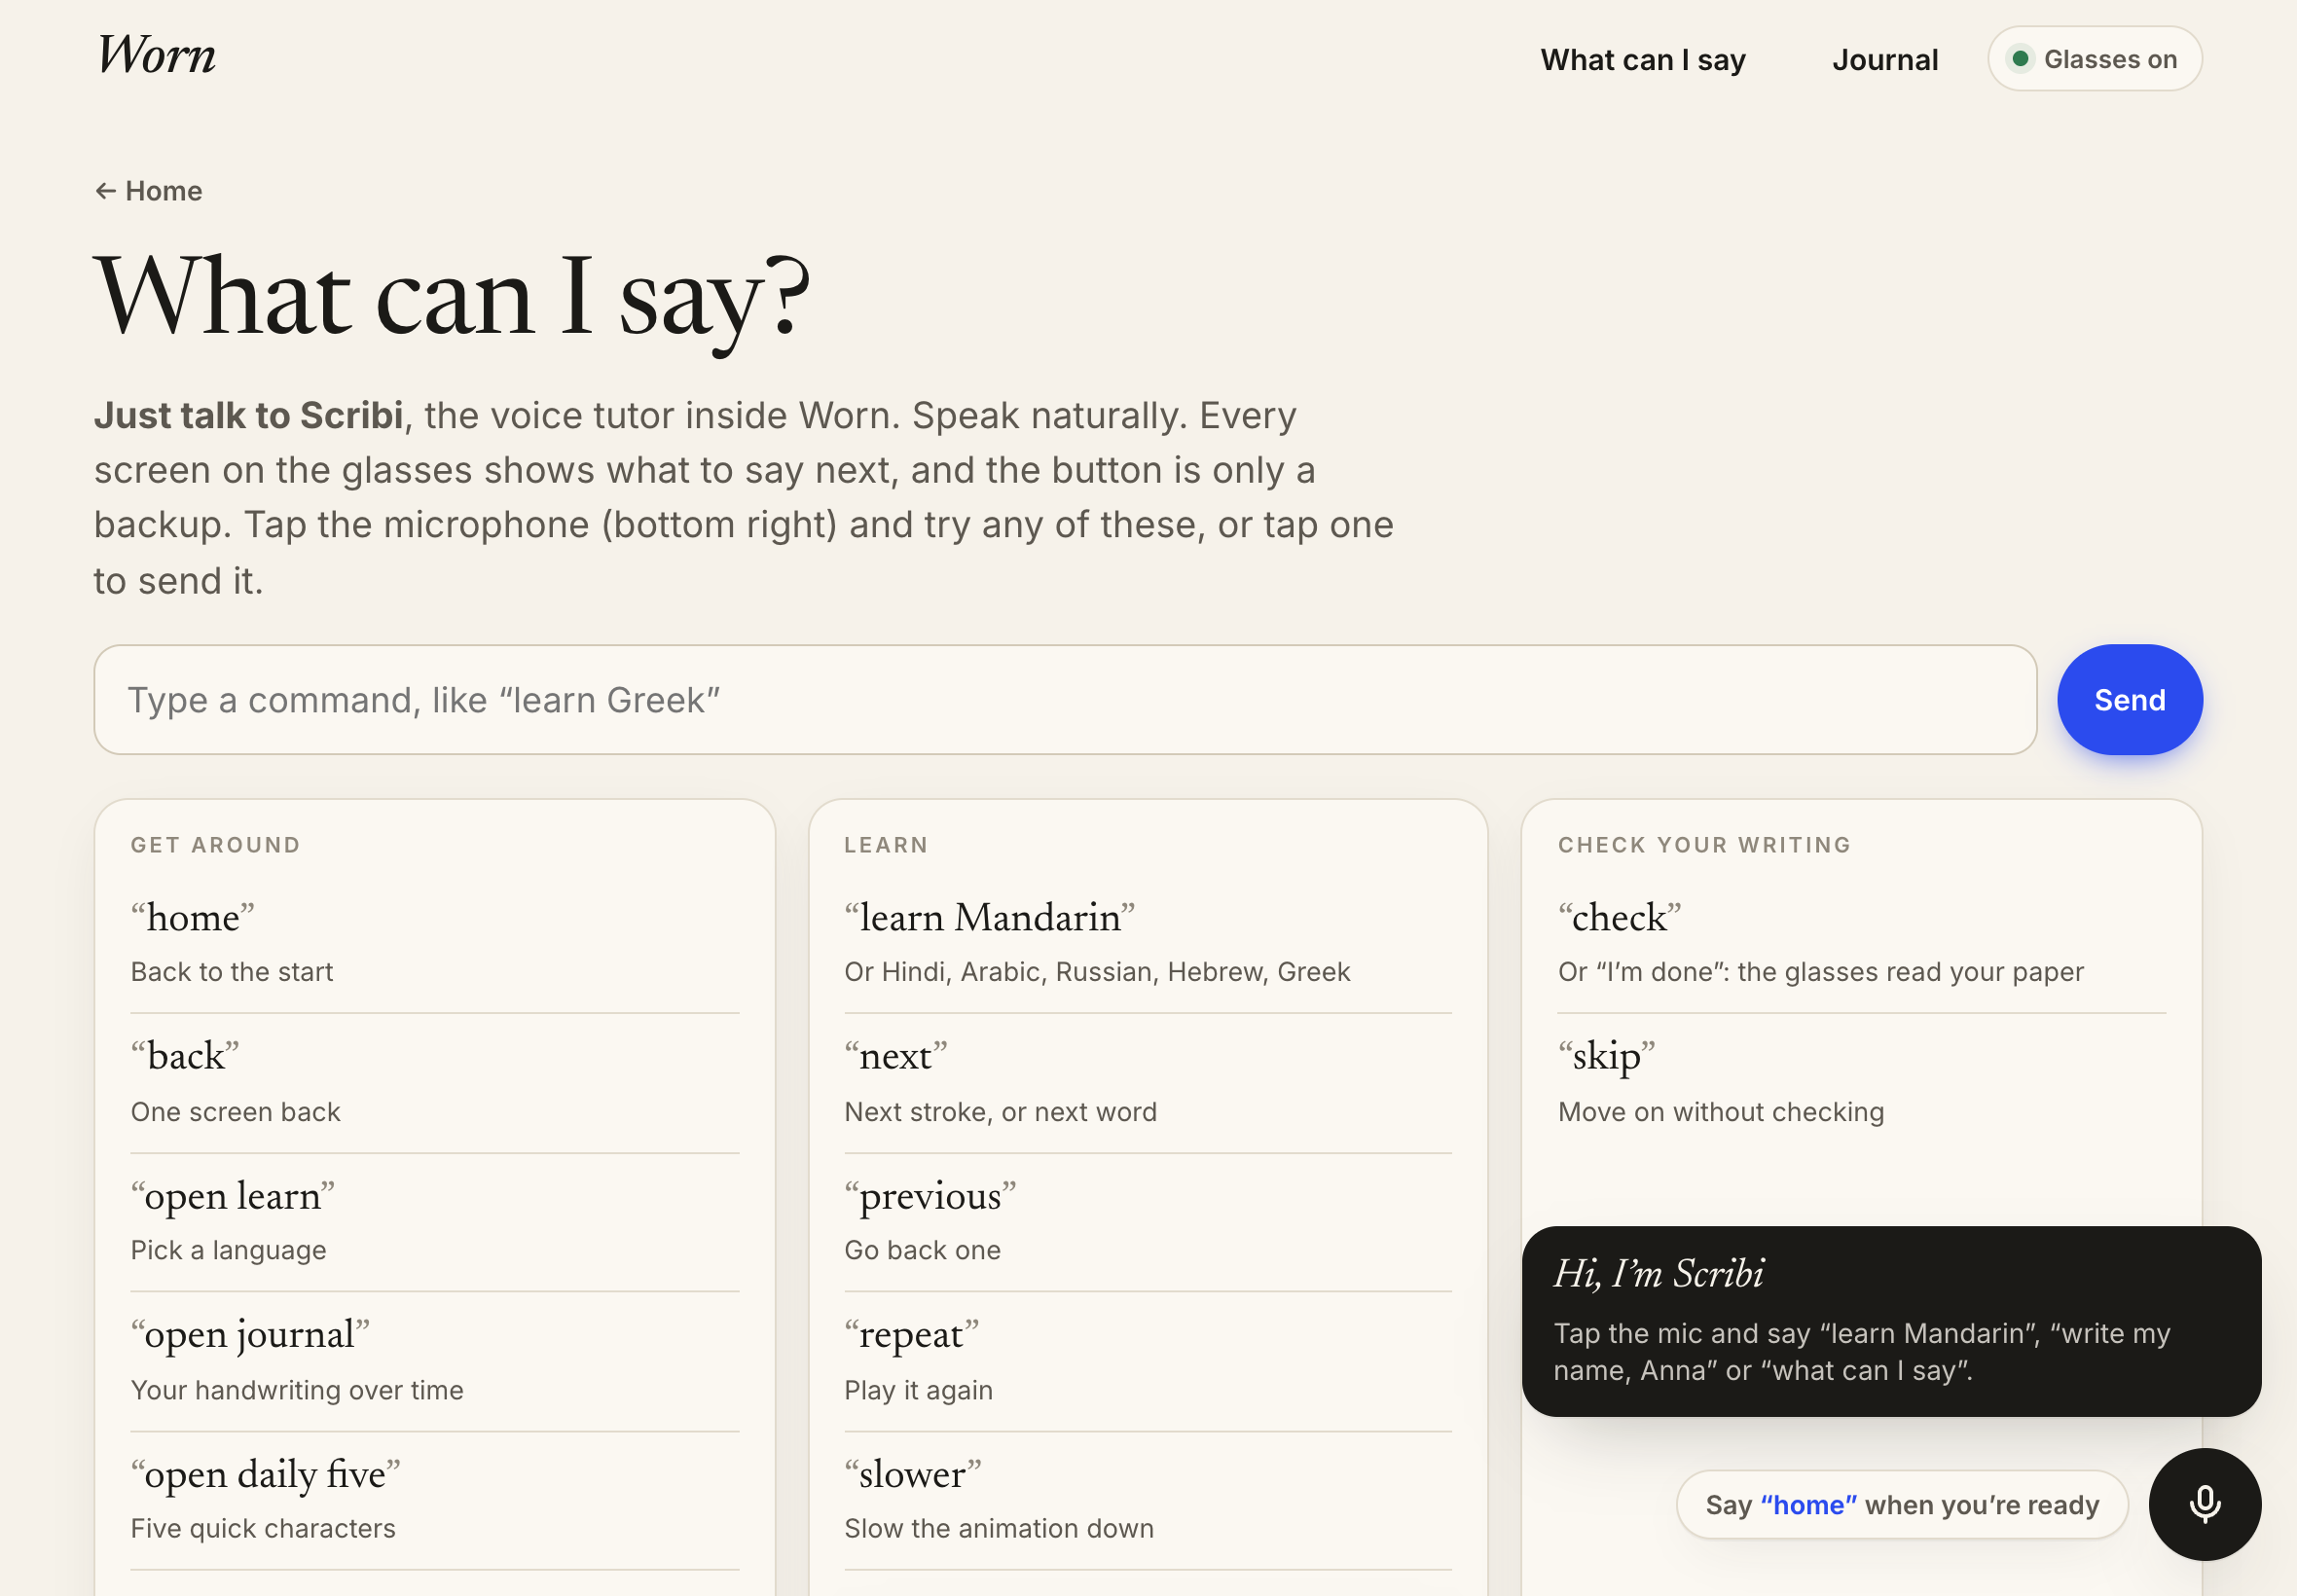 Worn
What can I say
Journal
Glasses on
← Home
What can I say?
Just talk to Scribi, the voice tutor inside Worn. Speak naturally. Every
screen on the glasses shows what to say next, and the button is only a
backup. Tap the microphone (bottom right) and try any of these, or tap one
to send it.
Type a command, like “learn Greek”
Send
GET AROUND
“home”
Back to the start
“back”
One screen back
“open learn”
Pick a language
“open journal”
Your handwriting over time
“open daily five”
Five quick characters
LEARN
“learn Mandarin”
Or Hindi, Arabic, Russian, Hebrew, Greek
“next”
Next stroke, or next word
“previous”
Go back one
“repeat”
Play it again
“slower”
Slow the animation down
CHECK YOUR WRITING
“check”
Or “I’m done”: the glasses read your paper
“skip”
Move on without checking
Hi, I’m Scribi
Tap the mic and say “learn Mandarin”, “write my
name, Anna” or “what can I say”.
Say “home” when you’re ready